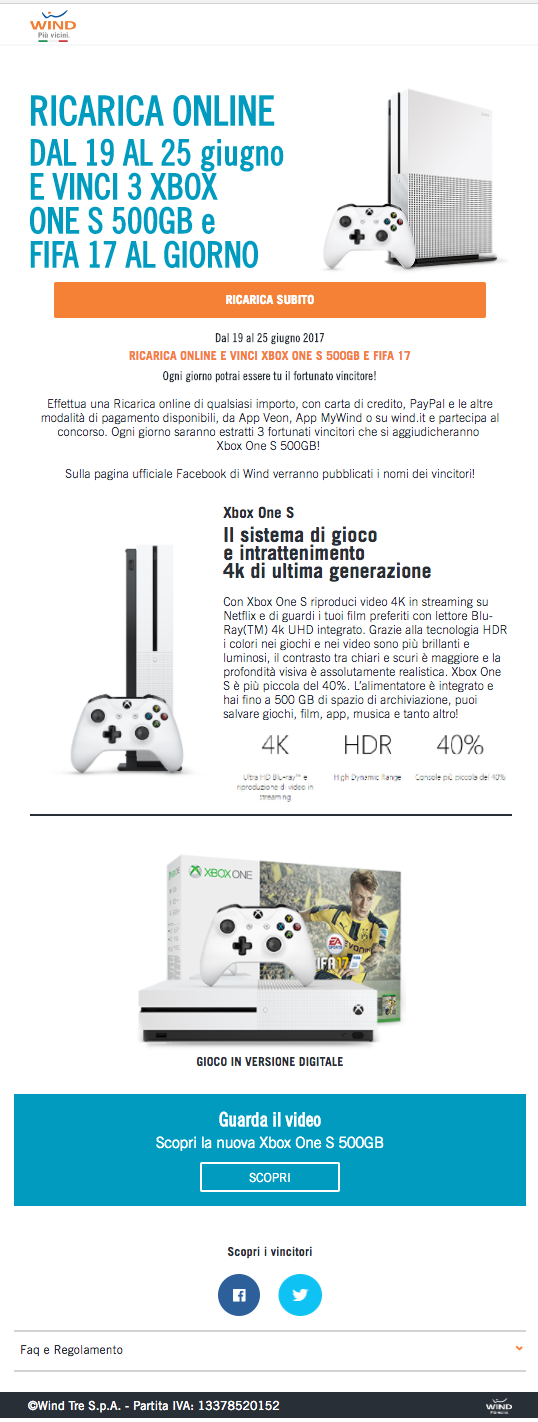 WIND
Più vicini.
RICARICA ONLINE
DAL 19 AL 25 giugno
E VINCI 3 XBOX
ONE S 500GB e
FIFA 17 AL GIORNO
RICARICA SUBITO
Dal 19 al 25 giugno 2017
RICARICA ONLINE E VINCI XBOX ONE S 500GB E FIFA 17
Ogni giorno potrai essere tu il fortunato vincitore!
Effettua una Ricarica online di qualsiasi importo, con carta di credito, PayPal e le altre
modalità di pagamento disponibili, da App Veon, App MyWind o su wind.it e partecipa al
concorso. Ogni giorno saranno estratti 3 fortunati vincitori che si aggiudicheranno
Xbox One S 500GB!
Sulla pagina ufficiale Facebook di Wind verranno pubblicati i nomi dei vincitori!
Xbox One S
Il sistema di gioco
e intrattenimento
4k di ultima generazione
Con Xbox One S riproduci video 4K in streaming su
Netflix e di guardi i tuoi film preferiti con lettore Blu-
Ray(TM) 4k UHD integrato. Grazie alla tecnologia HDR
i colori nei giochi e nei video sono più brillanti e
luminosi, il contrasto tra chiari e scuri è maggiore e la
profondità visiva è assolutamente realistica. Xbox One
S è più piccola del 40%. L'alimentatore è integrato e
hai fino a 500 GB di spazio di archiviazione, puoi
salvare giochi, film, app, musica e tanto altro!
4K HDR 40%
Ultra HD Blu-ray™ e
riproduzione di video in
streaming
High Dynamic Range
Console più piccola del 40%
XBOX ONE
EA SPORTS
FIFA 17
GIOCO IN VERSIONE DIGITALE
Guarda il video
Scopri la nuova Xbox One S 500GB
SCOPRI
Scopri i vincitori
Faq e Regolamento
©Wind Tre S.p.A. - Partita IVA: 13378520152
WIND